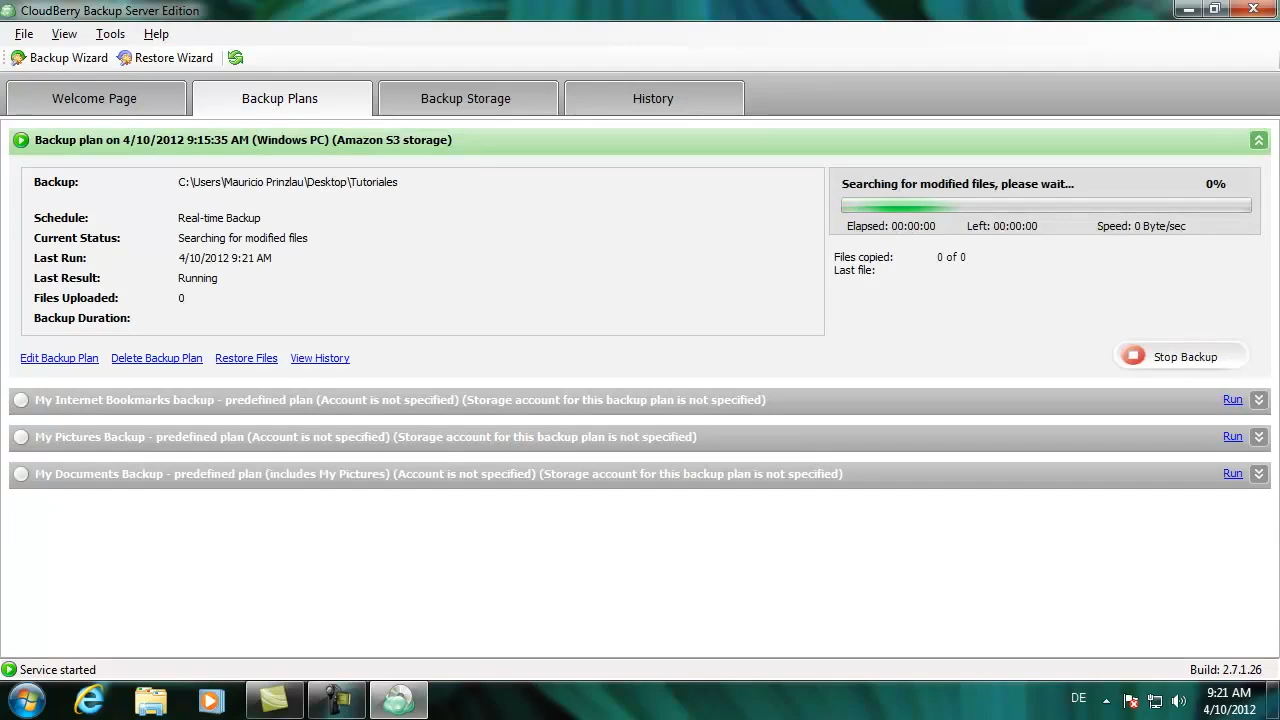 CloudBerry Backup Server Edition
File View Tools Help
Backup Wizard Restore Wizard
Welcome Page Backup Plans Backup Storage History
Backup plan on 4/10/2012 9:15:35 AM (Windows PC) (Amazon S3 storage)
Backup: C:\Users\Mauricio Prinzlau\Desktop\Tutoriales
Schedule: Real-time Backup
Current Status: Searching for modified files
Last Run: 4/10/2012 9:21 AM
Last Result: Running
Files Uploaded: 0
Backup Duration:
Searching for modified files, please wait... 0%
Elapsed: 00:00:00 Left: 00:00:00 Speed: 0 Byte/sec
Files copied: 0 of 0
Last file:
Edit Backup Plan Delete Backup Plan Restore Files View History
Stop Backup
My Internet Bookmarks backup - predefined plan (Account is not specified) (Storage account for this backup plan is not specified) Run
My Pictures Backup - predefined plan (Account is not specified) (Storage account for this backup plan is not specified) Run
My Documents Backup - predefined plan (includes My Pictures) (Account is not specified) (Storage account for this backup plan is not specified) Run
Service started Build: 2.7.1.26
DE 9:21 AM
4/10/2012